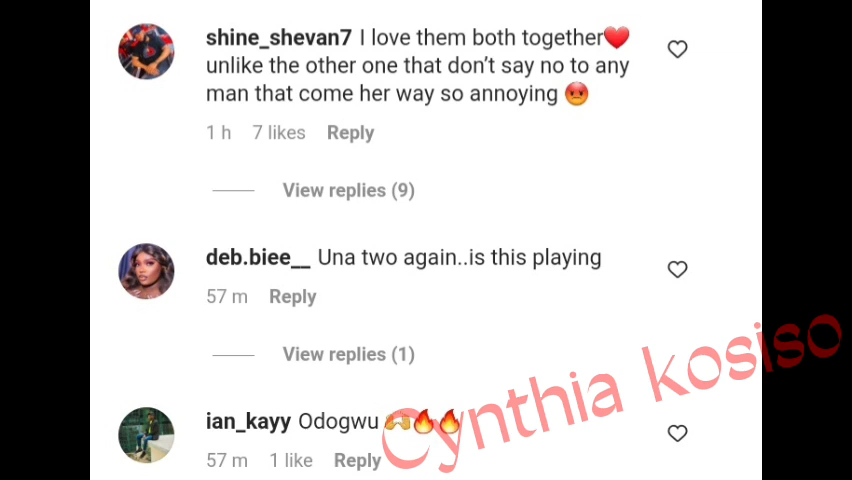 shine_shevan7 I love them both together❤️
unlike the other one that don't say no to any
man that come her way so annoying 😡
1 h 7 likes Reply
View replies (9)
deb.biee__ Una two again..is this playing
57 m Reply
View replies (1)
ian_kayy Odogwu 🫶🔥🔥
57 m 1 like Reply
Cynthia kosiso